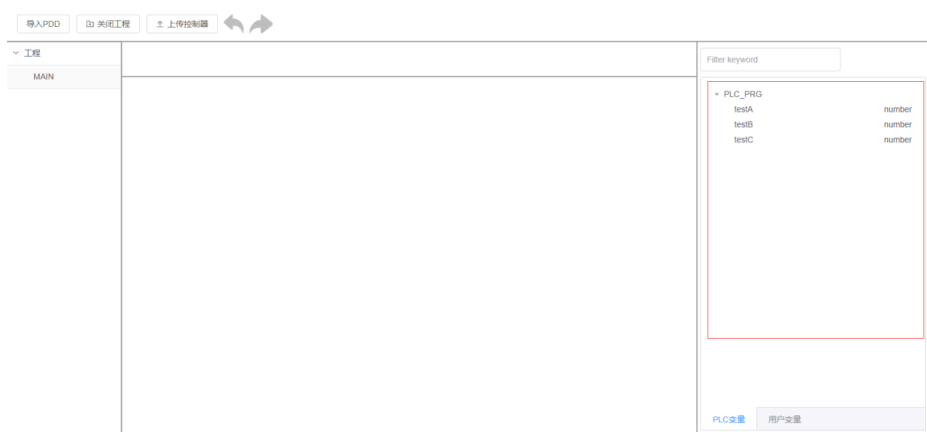 导入PDD 关闭工程 上传控制器
工程
MAIN
Filter keyword
PLC_PRG
testA number
testB number
testC number
PLC变量 用户变量